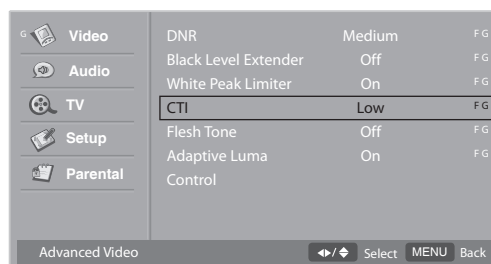 G Video
Audio
TV
Setup
Parental
DNR Medium F G
Black Level Extender Off F G
White Peak Limiter On F G
CTI Low F G
Flesh Tone Off F G
Adaptive Luma On F G
Control
Advanced Video Select MENU Back